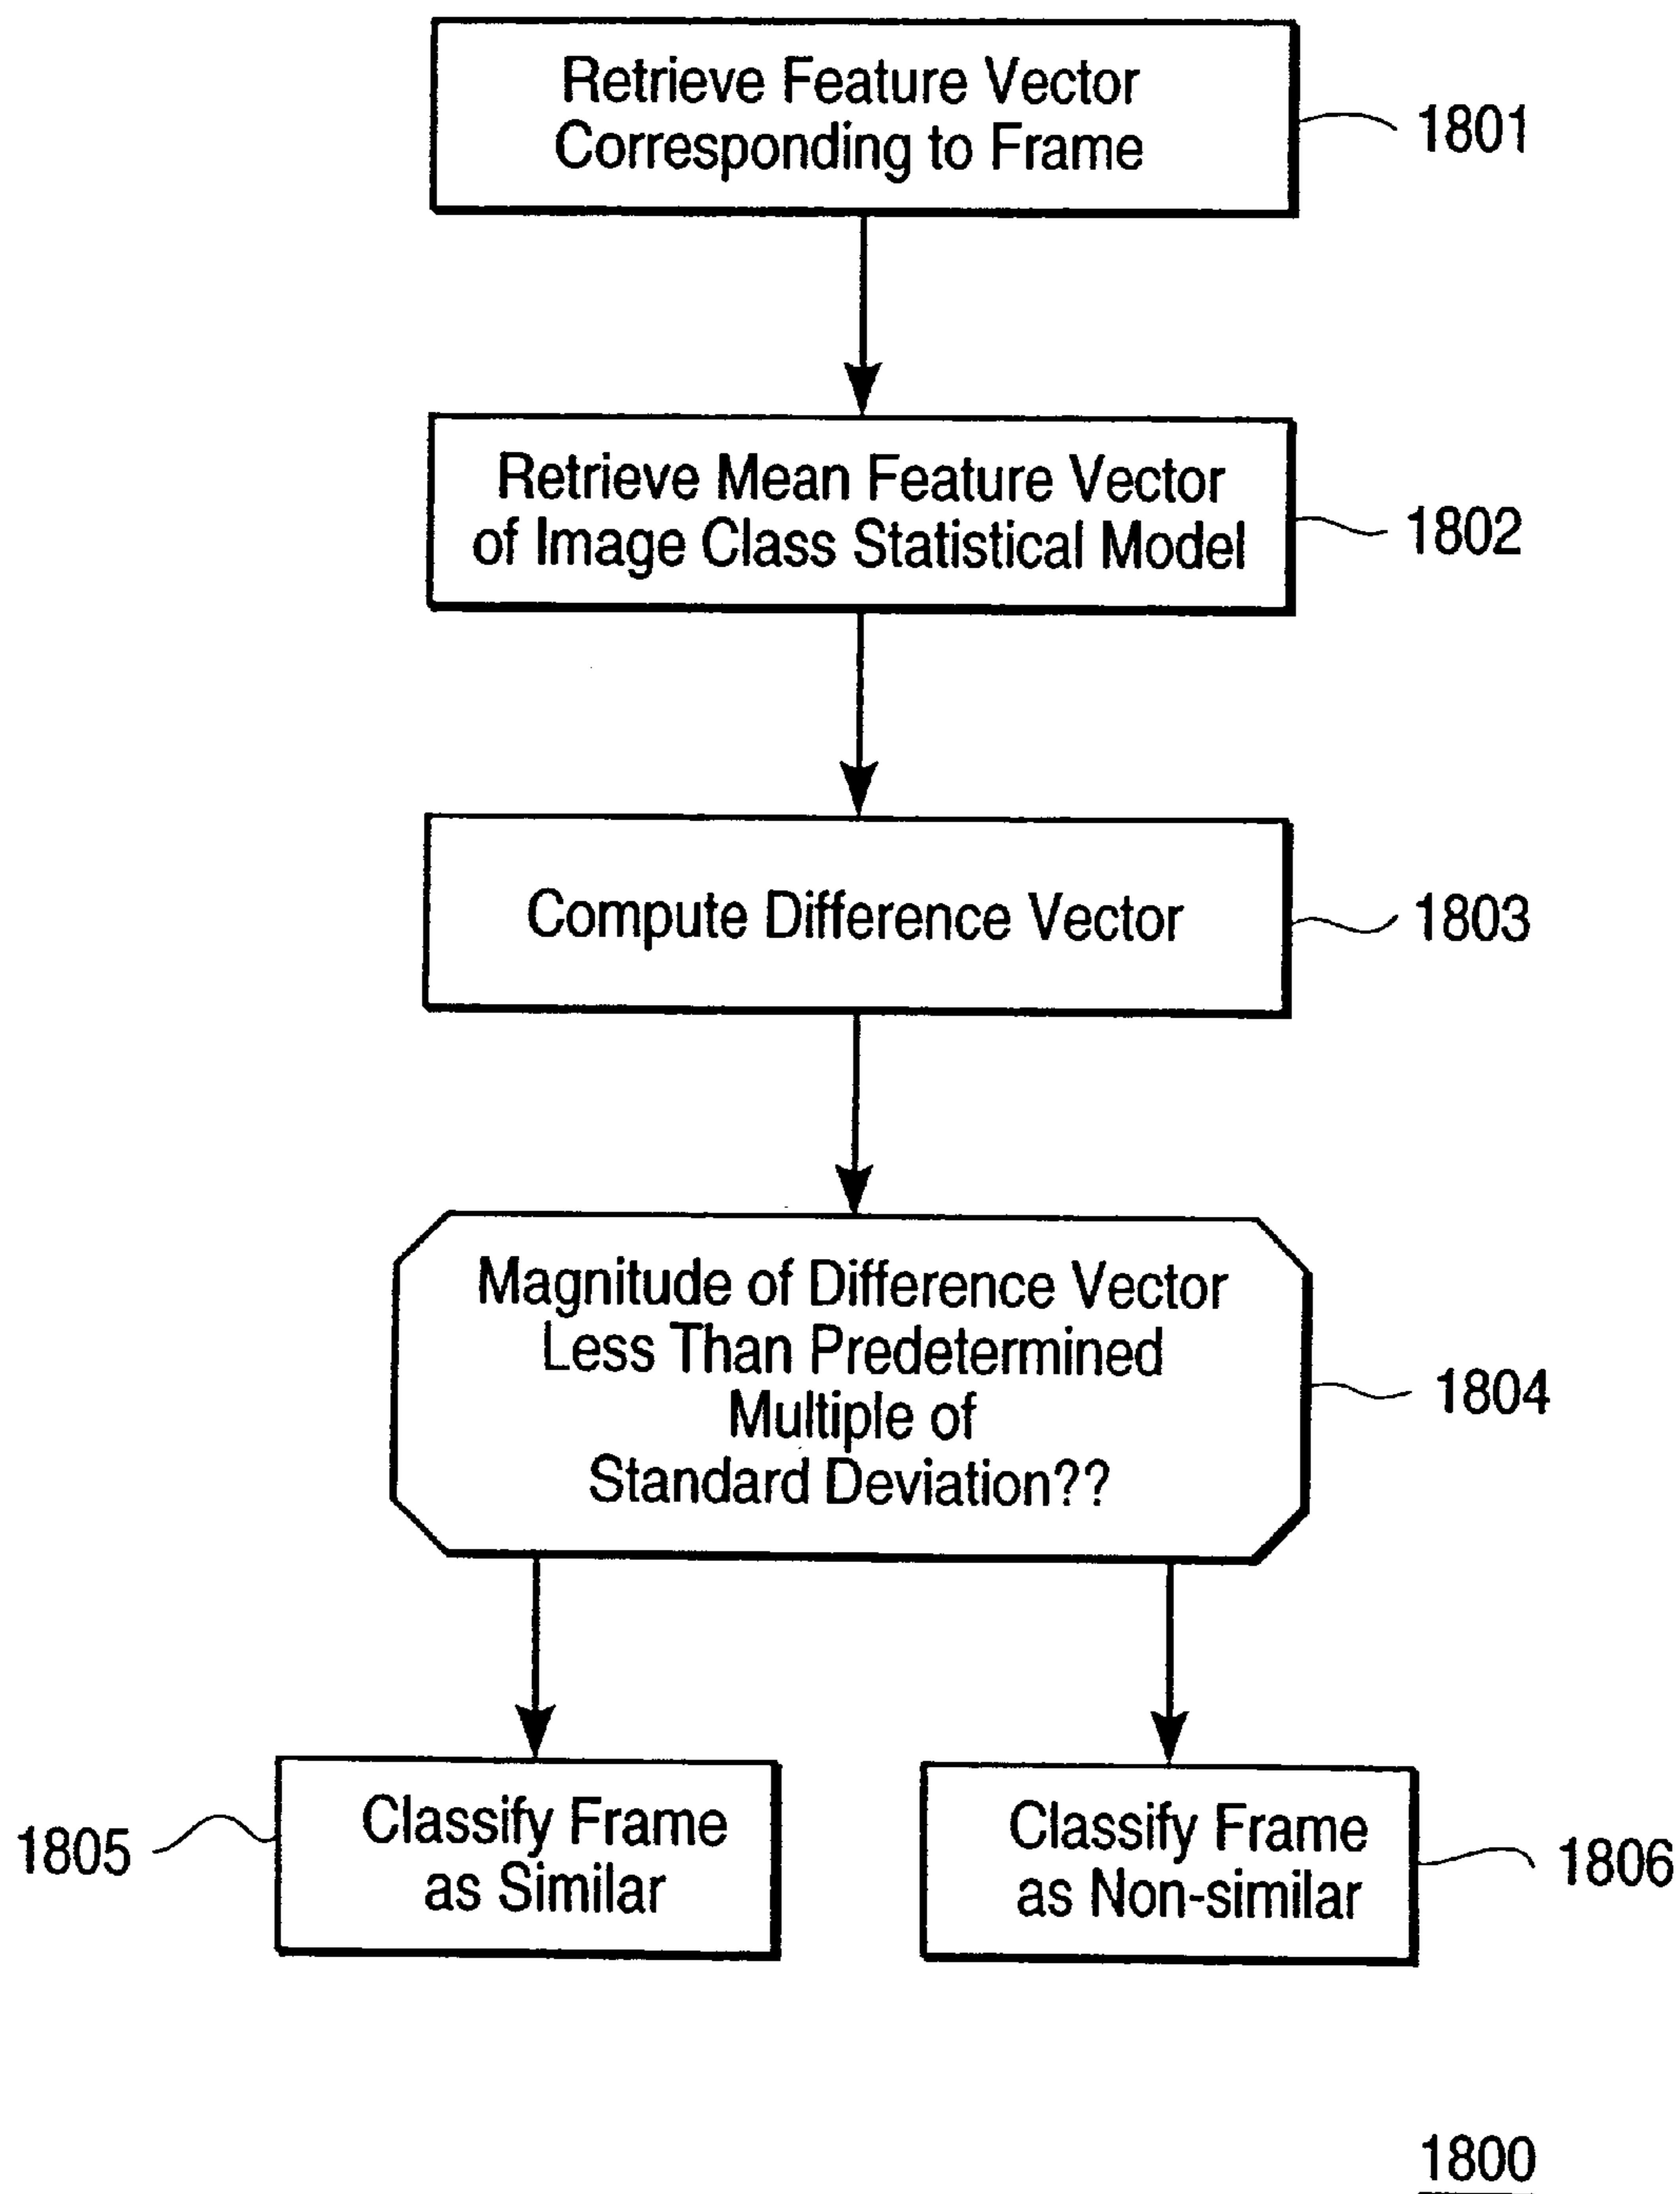 Retrieve Feature Vector
Corresponding to Frame
1801
Retrieve Mean Feature Vector
of Image Class Statistical Model
1802
Compute Difference Vector
1803
Magnitude of Difference Vector
Less Than Predetermined
Multiple of
Standard Deviation??
1804
1805
Classify Frame
as Similar
Classify Frame
as Non-similar
1806
1800